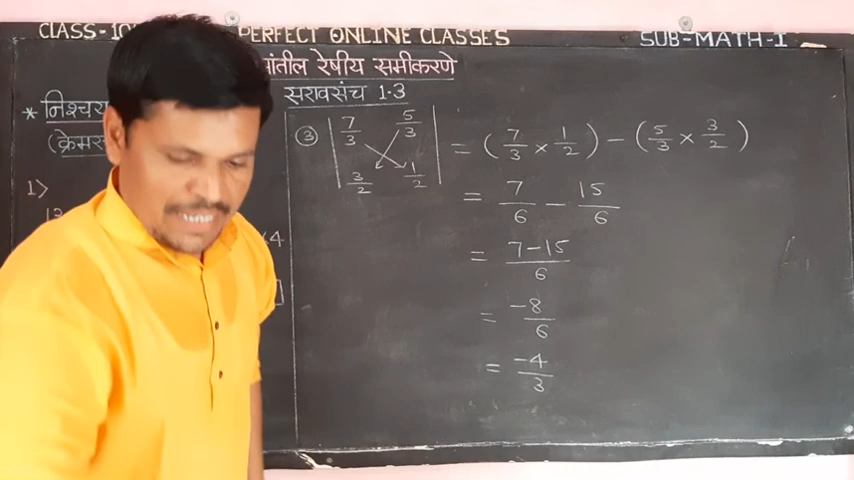 CLASS-10 PERFECT ONLINE CLASSES SUB-MATH-I
रेषीय समीकरणे
सरावसंच 1.3
* निश्चय
1>
③ | 7/3 5/3 | = (7/3 × 1/2) - (5/3 × 3/2)
| 3/2 1/2 |
= 7/6 - 15/6
= 7-15/6
= -8/6
= -4/3